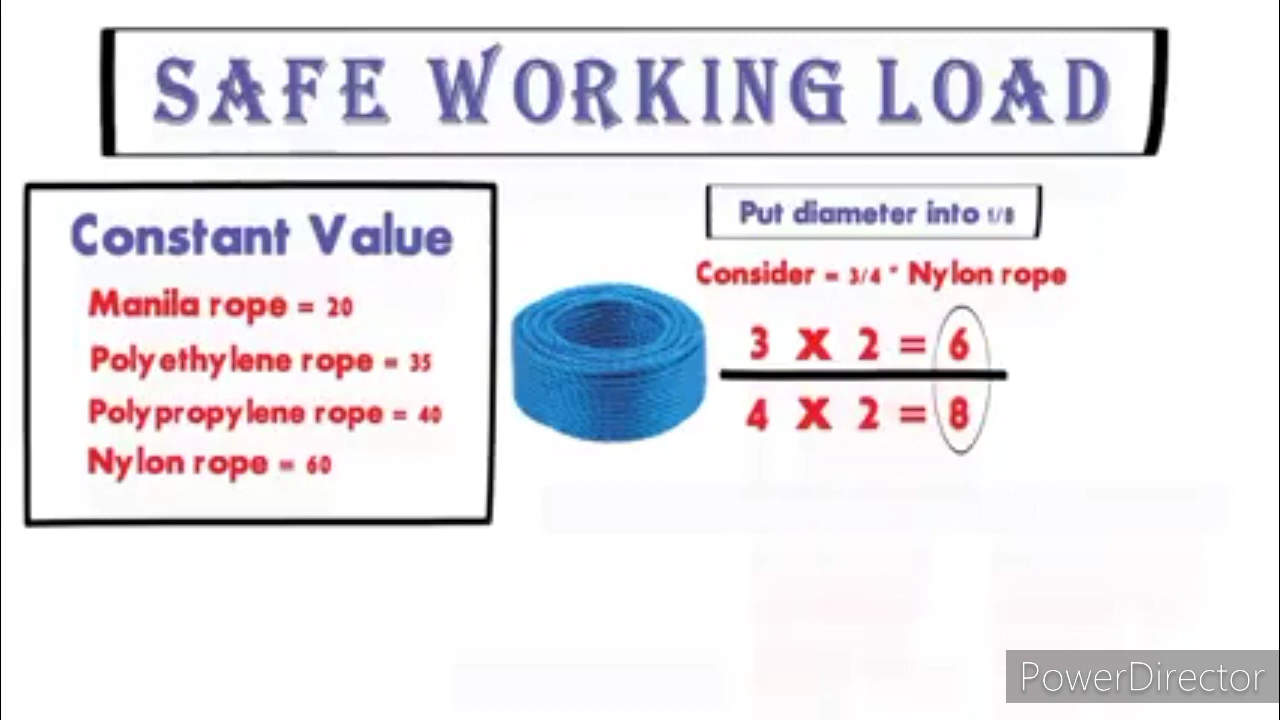 SAFE WORKING LOAD
Constant Value
Manila rope = 20
Polyethylene rope = 35
Polypropylene rope = 40
Nylon rope = 60
Put diameter into 1/8
Consider = 3/4 " Nylon rope
3 X 2 = 6
4 X 2 = 8
PowerDirector